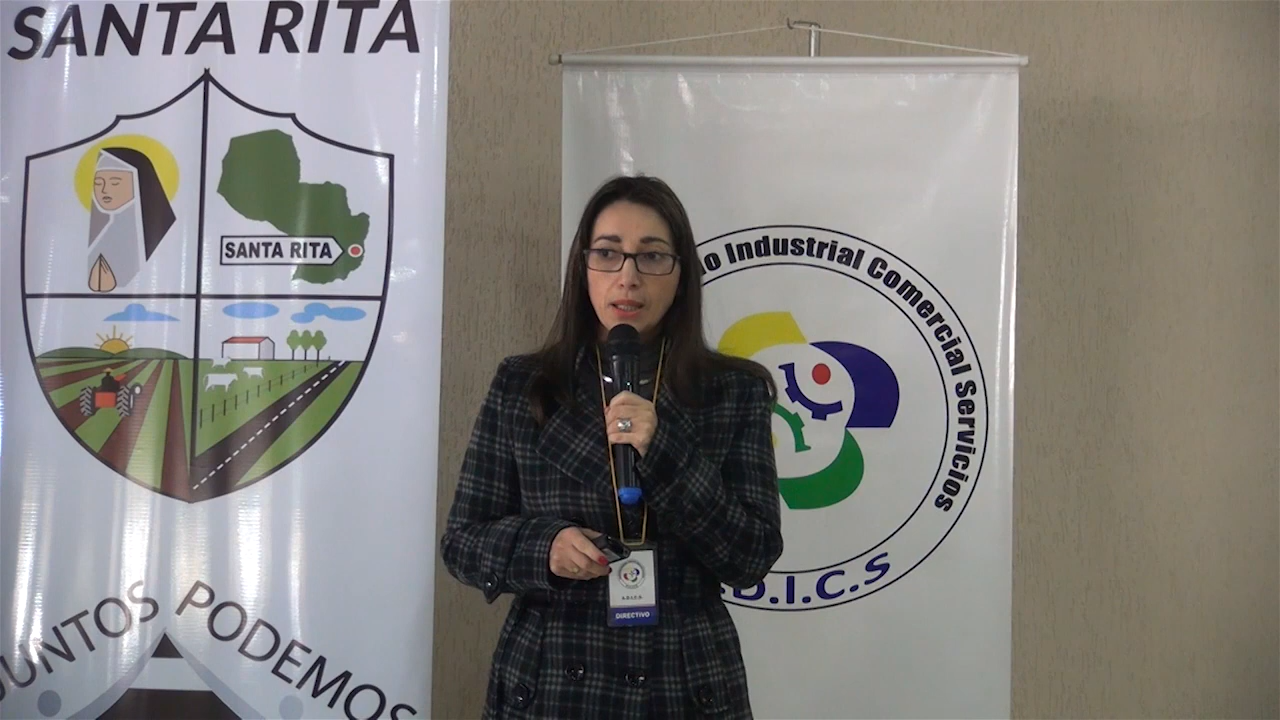 SANTA RITA
SANTA RITA
JUNTOS PODEMOS
Industrial Comercial Servicios
.D.I.C.S
A.D.I.C.S.
DIRECTIVO